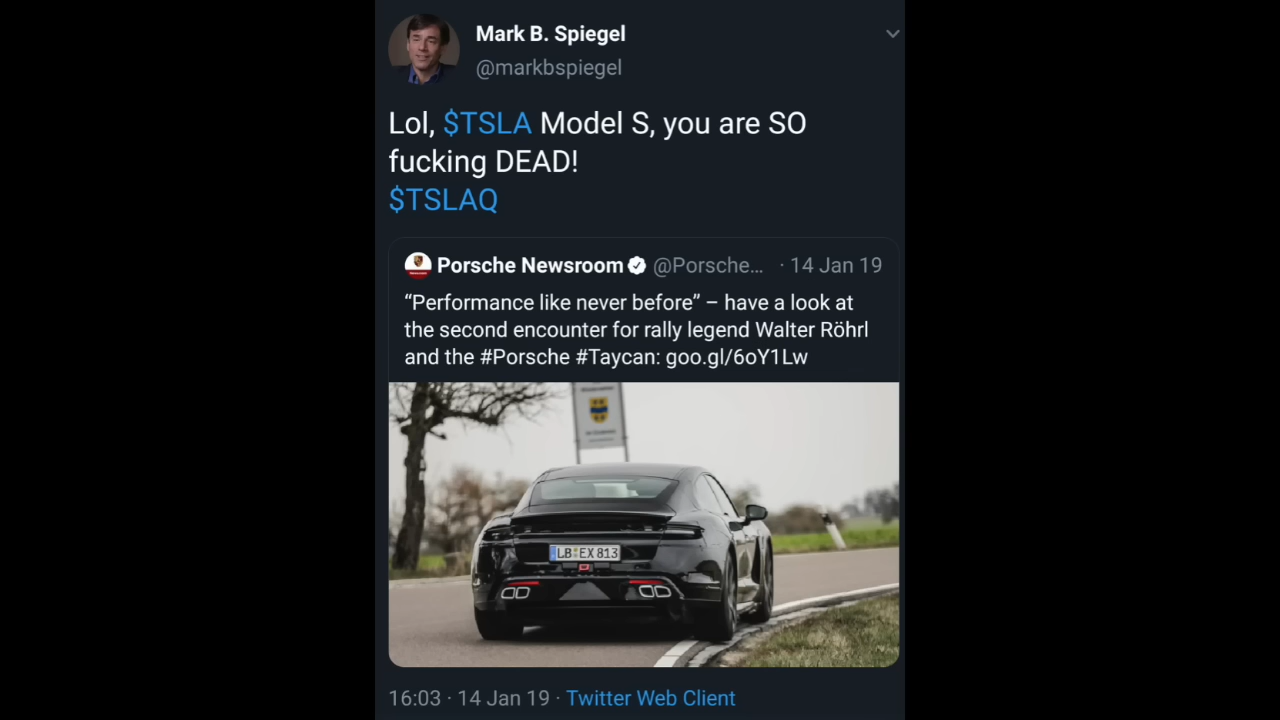 Mark B. Spiegel
@markbspiegel
Lol, $TSLA Model S, you are SO
fucking DEAD!
$TSLAQ
Porsche Newsroom @Porsche... · 14 Jan 19
“Performance like never before” – have a look at
the second encounter for rally legend Walter Röhrl
and the #Porsche #Taycan: goo.gl/6oY1Lw
LB EX 813
16:03 · 14 Jan 19 · Twitter Web Client